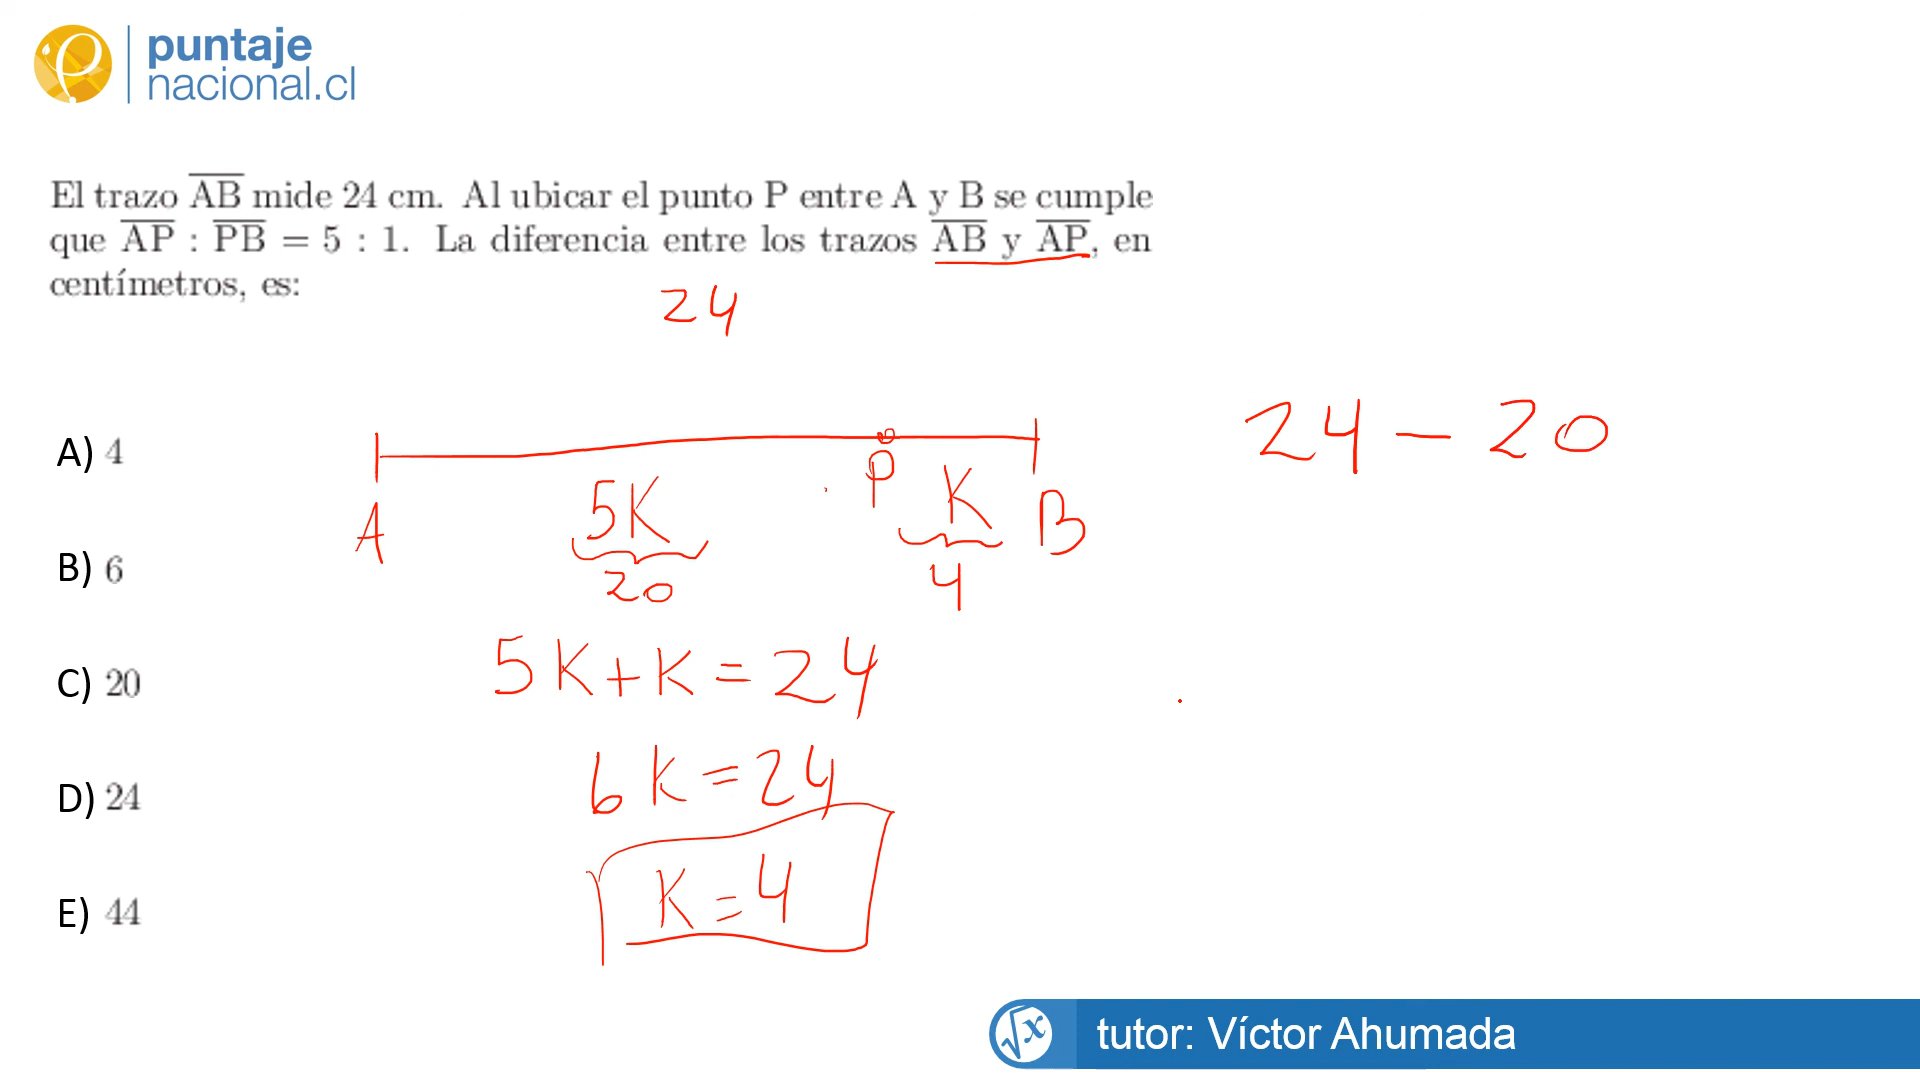 puntaje
nacional.cl
El trazo AB mide 24 cm. Al ubicar el punto P entre A y B se cumple
que AP : PB = 5 : 1. La diferencia entre los trazos AB y AP, en
centímetros, es:
24
24 - 20
A) 4
P
5K
K
A
B
B) 6
20
4
C) 20
5K+K=24
D) 24
6K=24
E) 44
K=4
tutor: Víctor Ahumada